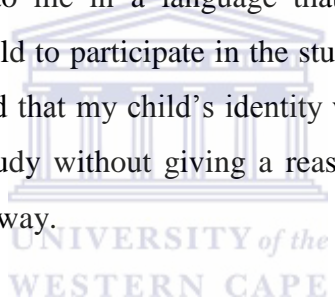 to me in a language that
ld to participate in the stu
d that my child's identity
udy without giving a reas
way.
UNIVERSITY of the
WESTERN CAPE